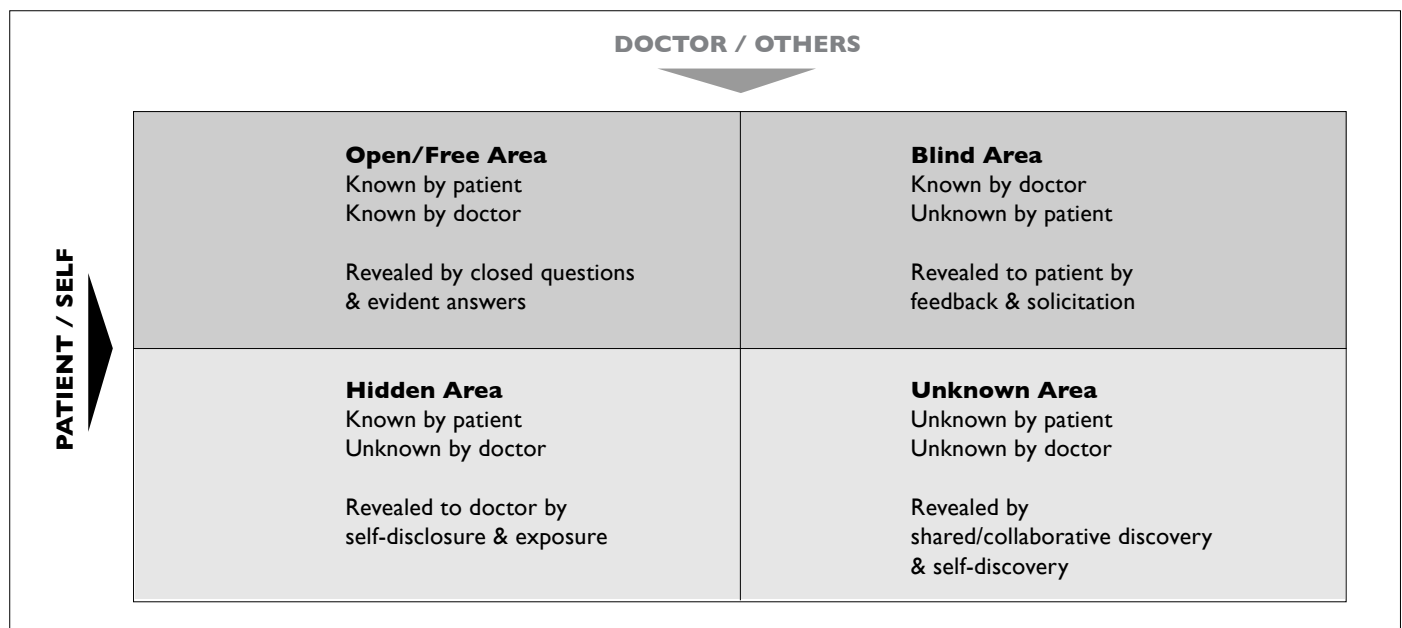 DOCTOR / OTHERS
PATIENT / SELF
Open/Free Area
Known by patient
Known by doctor
Revealed by closed questions
& evident answers
Blind Area
Known by doctor
Unknown by patient
Revealed to patient by
feedback & solicitation
Hidden Area
Known by patient
Unknown by doctor
Revealed to doctor by
self-disclosure & exposure
Unknown Area
Unknown by patient
Unknown by doctor
Revealed by
shared/collaborative discovery
& self-discovery